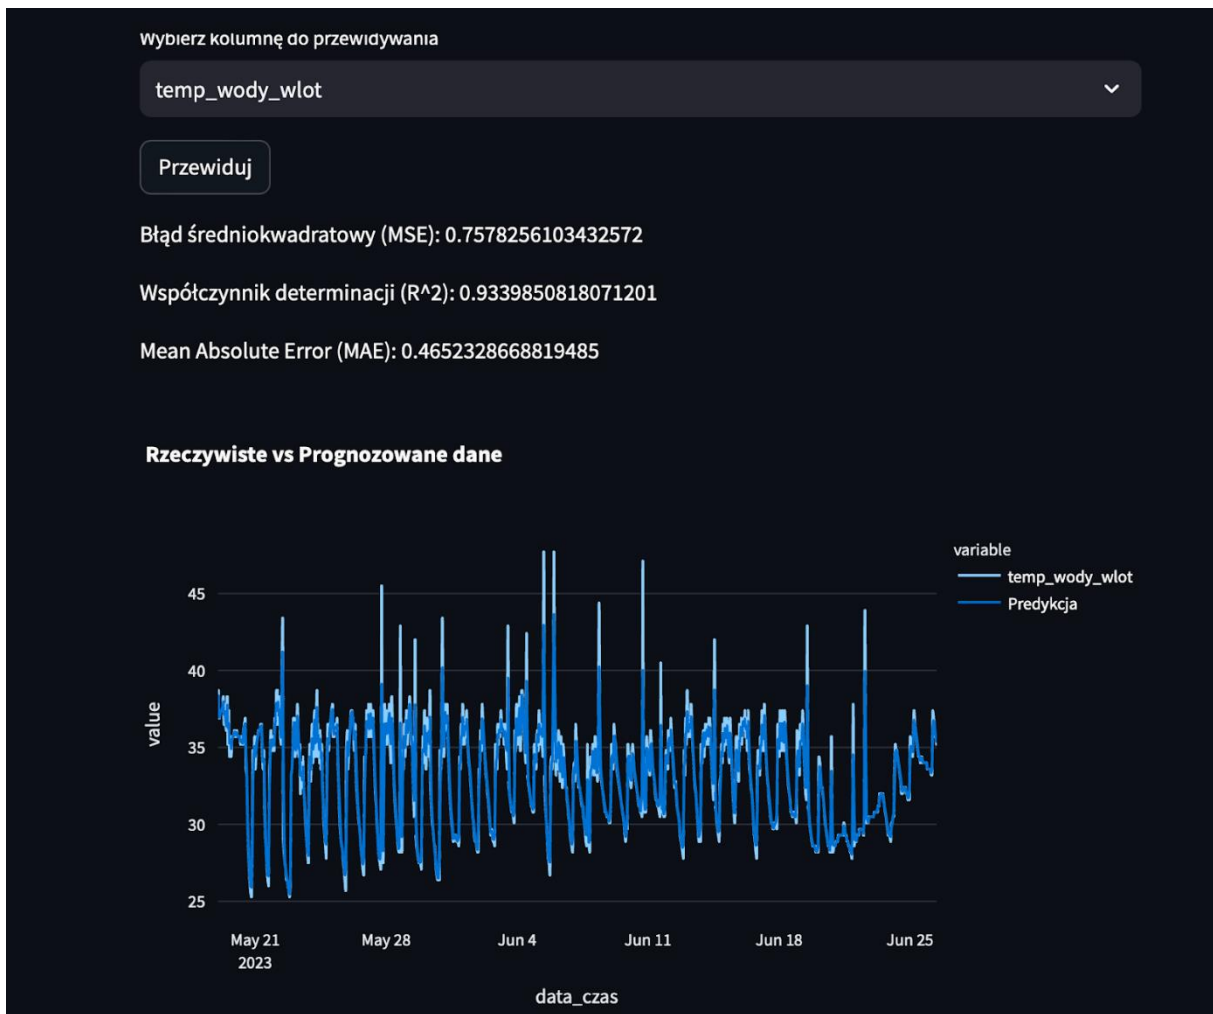 Wybierz kolumnę do przewidywania
temp_wody_wlot
Przewiduj
Błąd średniokwadratowy (MSE): 0.7578256103432572
Współczynnik determinacji (R^2): 0.9339850818071201
Mean Absolute Error (MAE): 0.4652328668819485
Rzeczywiste vs Prognozowane dane
variable
temp_wody_wlot
Predykcja
value
45
40
35
30
25
May 21
2023
May 28
Jun 4
Jun 11
Jun 18
Jun 25
data_czas